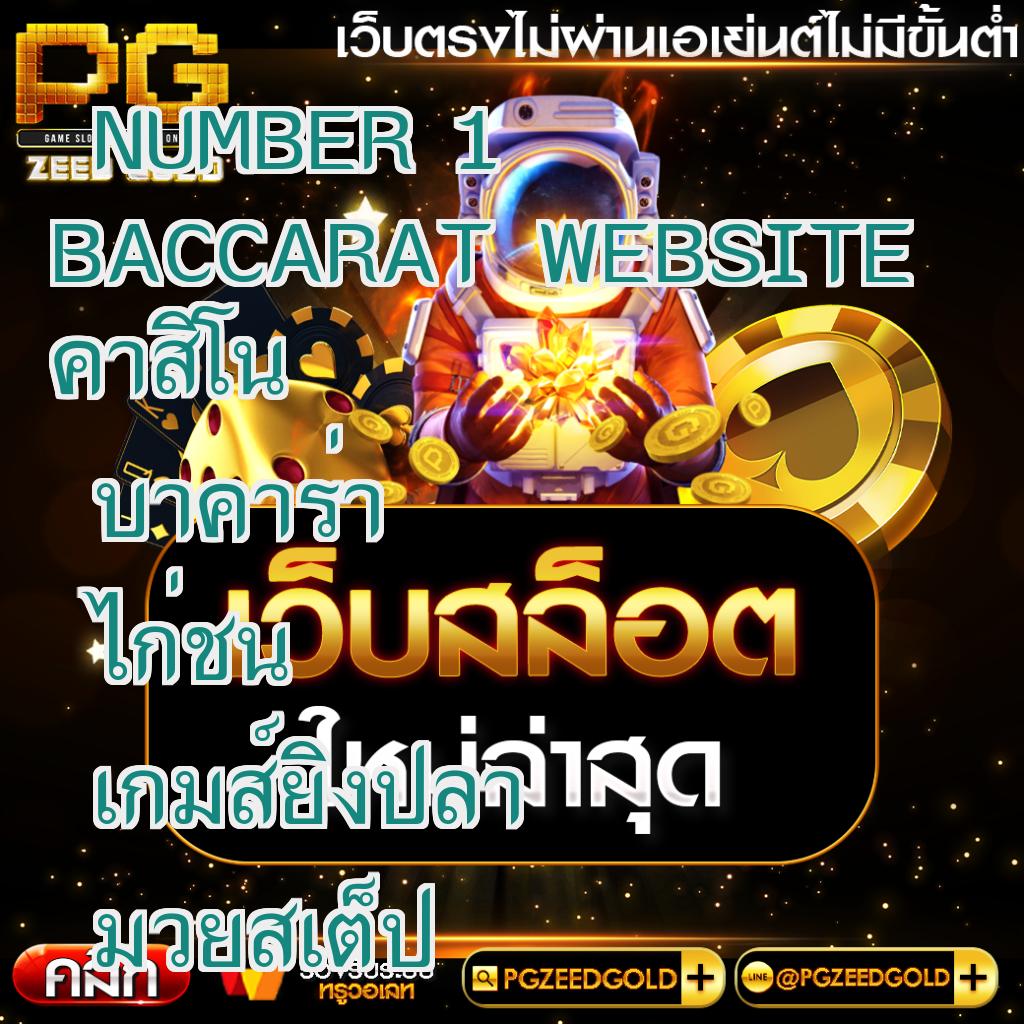 เว็บตรงไม่ผ่านเอเย่นต์ไม่มีขั้นต่ำ
PG
NUMBER 1
BACCARAT WEBSITE
คาสิโน
บาคาร่า
ไก่ชน
เว็บสล็อต
ใหม่ล่าสุด
เกมส์ยิงปลา
มวยสเต็ป
คลิก
ทรูวอเลท
PGZEEDGOLD
LINE @PGZEEDGOLD